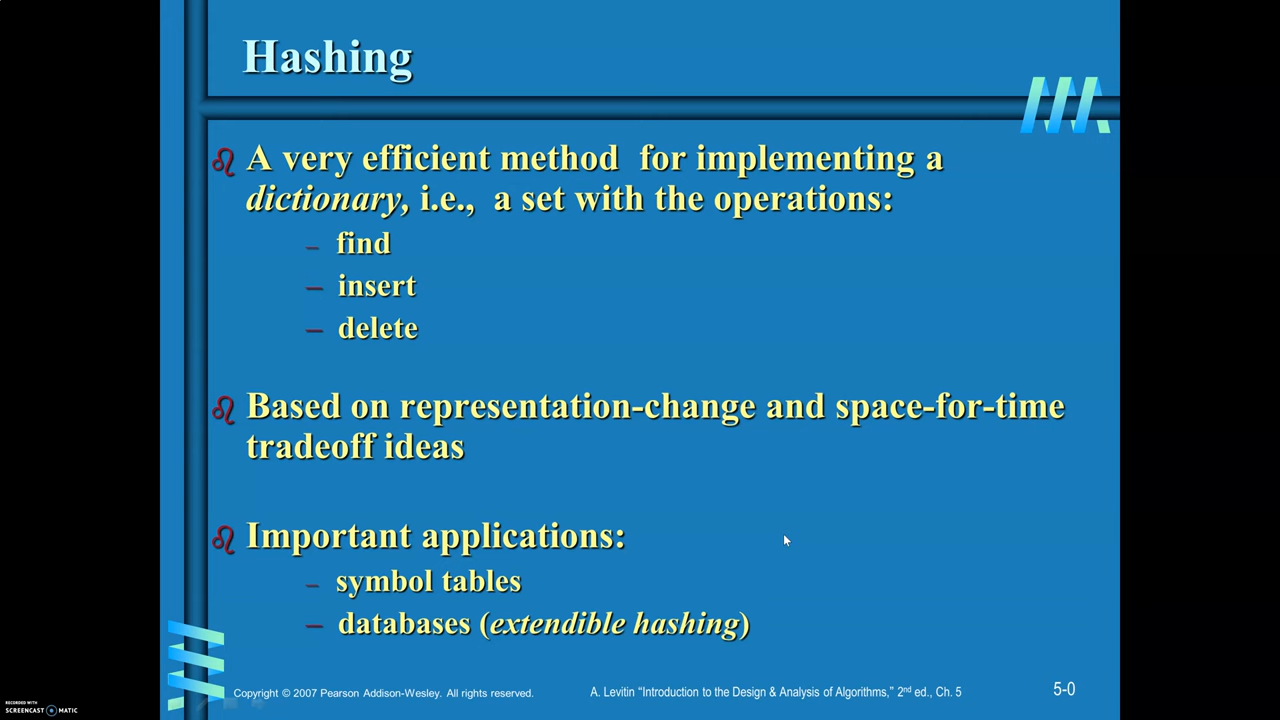 Hashing
A very efficient method for implementing a
dictionary, i.e., a set with the operations:
– find
– insert
– delete
Based on representation-change and space-for-time
tradeoff ideas
Important applications:
– symbol tables
– databases (extendible hashing)
Copyright © 2007 Pearson Addison-Wesley. All rights reserved.
A. Levitin “Introduction to the Design & Analysis of Algorithms,” 2nd ed., Ch. 5
5-0
RECORDED WITH
SCREENCAST MATIC